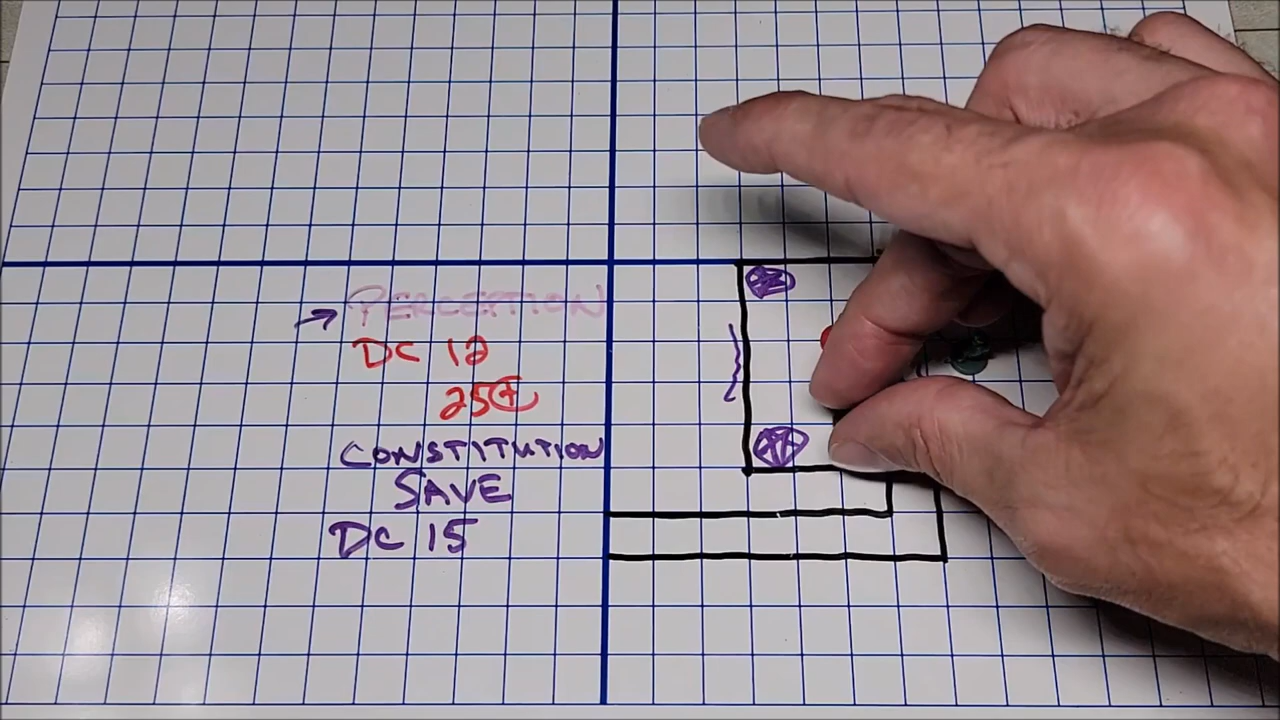 → PERCEPTION
DC 12
25+
CONSTITUTION
SAVE
DC 15